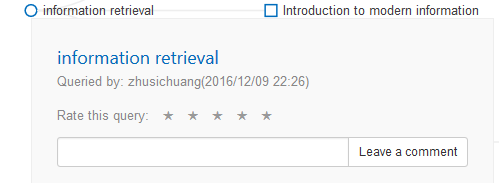 information retrieval
Introduction to modern information
information retrieval
Queried by: zhusichuang(2016/12/09 22:26)
Rate this query: ★ ★ ★ ★ ★
Leave a comment